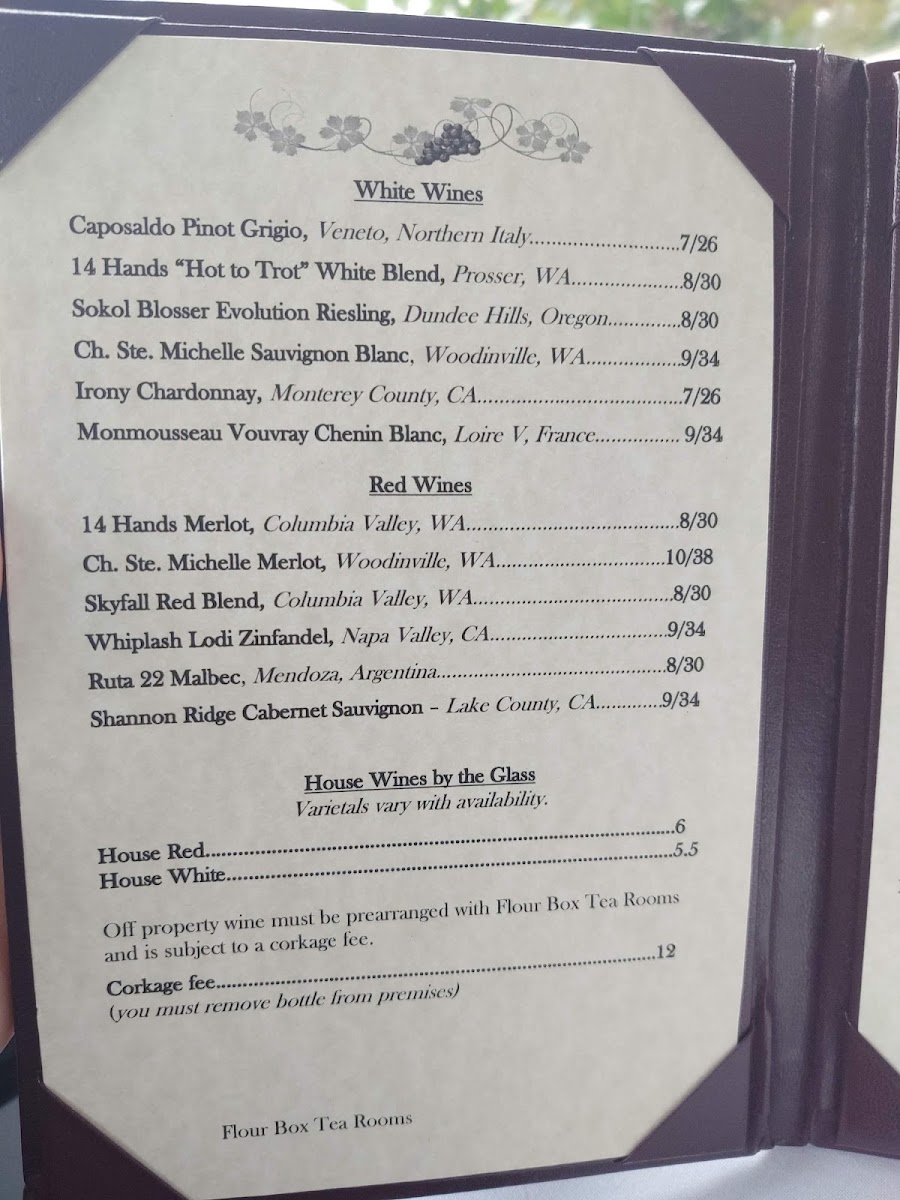 White Wines
Caposaldo Pinot Grigio, Veneto, Northern Italy............................7/26
14 Hands “Hot to Trot” White Blend, Prosser, WA....................8/30
Sokol Blosser Evolution Riesling, Dundee Hills, Oregon.............8/30
Ch. Ste. Michelle Sauvignon Blanc, Woodinville, WA.................9/34
Irony Chardonnay, Monterey County, CA.....................................7/26
Monmousseau Vouvray Chenin Blanc, Loire V, France................ 9/34
Red Wines
14 Hands Merlot, Columbia Valley, WA.......................................8/30
Ch. Ste. Michelle Merlot, Woodinville, WA...............................10/38
Skyfall Red Blend, Columbia Valley, WA.....................................8/30
Whiplash Lodi Zinfandel, Napa Valley, CA.................................9/34
Ruta 22 Malbec, Mendoza, Argentina..........................................8/30
Shannon Ridge Cabernet Sauvignon – Lake County, CA............9/34
House Wines by the Glass
Varietals vary with availability.
House Red.....................................................................................6
House White.................................................................................5.5
Off property wine must be prearranged with Flour Box Tea Rooms
and is subject to a corkage fee.
Corkage fee................................................................................12
(you must remove bottle from premises)
Flour Box Tea Rooms